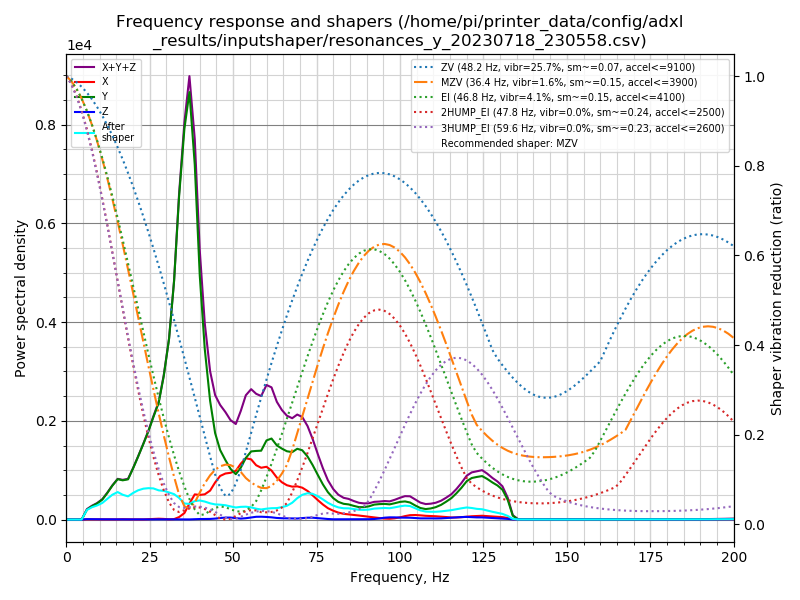 Frequency response and shapers (/home/pi/printer_data/config/adxl
_results/inputshaper/resonances_y_20230718_230558.csv)
1e4
X+Y+Z
X
Y
Z
After
shaper
ZV (48.2 Hz, vibr=25.7%, sm~=0.07, accel<=9100)
MZV (36.4 Hz, vibr=1.6%, sm~=0.15, accel<=3900)
EI (46.8 Hz, vibr=4.1%, sm~=0.15, accel<=4100)
2HUMP_EI (47.8 Hz, vibr=0.0%, sm~=0.24, accel<=2500)
3HUMP_EI (59.6 Hz, vibr=0.0%, sm~=0.23, accel<=2600)
Recommended shaper: MZV
Power spectral density
0.8
0.6
0.4
0.2
0.0
1.0
0.8
0.6
0.4
0.2
0.0
Shaper vibration reduction (ratio)
0 25 50 75 100 125 150 175 200
Frequency, Hz